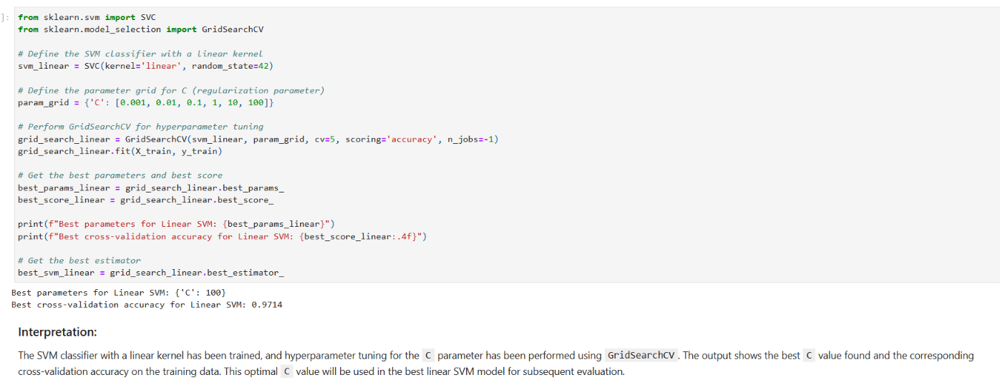 ]:
from sklearn.svm import SVC
from sklearn.model_selection import GridSearchCV
# Define the SVM classifier with a linear kernel
svm_linear = SVC(kernel='linear', random_state=42)
# Define the parameter grid for C (regularization parameter)
param_grid = {'C': [0.001, 0.01, 0.1, 1, 10, 100]}
# Perform GridSearchCV for hyperparameter tuning
grid_search_linear = GridSearchCV(svm_linear, param_grid, cv=5, scoring='accuracy', n_jobs=-1)
grid_search_linear.fit(X_train, y_train)
# Get the best parameters and best score
best_params_linear = grid_search_linear.best_params_
best_score_linear = grid_search_linear.best_score_
print(f"Best parameters for Linear SVM: {best_params_linear}")
print(f"Best cross-validation accuracy for Linear SVM: {best_score_linear:.4f}")
# Get the best estimator
best_svm_linear = grid_search_linear.best_estimator_
Best parameters for Linear SVM: {'C': 100}
Best cross-validation accuracy for Linear SVM: 0.9714
Interpretation:
The SVM classifier with a linear kernel has been trained, and hyperparameter tuning for the C parameter has been performed using GridSearchCV. The output shows the best C value found and the corresponding
cross-validation accuracy on the training data. This optimal C value will be used in the best linear SVM model for subsequent evaluation.